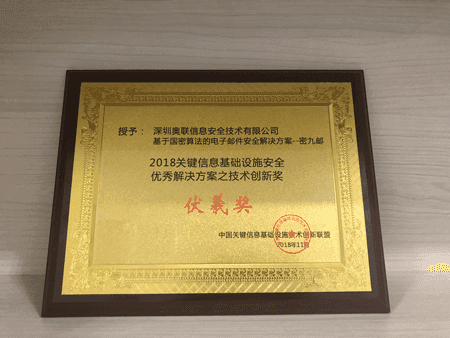 授予：
深圳奥联信息安全技术有限公司
基于国密算法的电子邮件安全解决方案--密九邮
2018关键信息基础设施安全
优秀解决方案之技术创新奖
伏羲奖
中国关键信息基础设施技术创新联盟
2018年11月